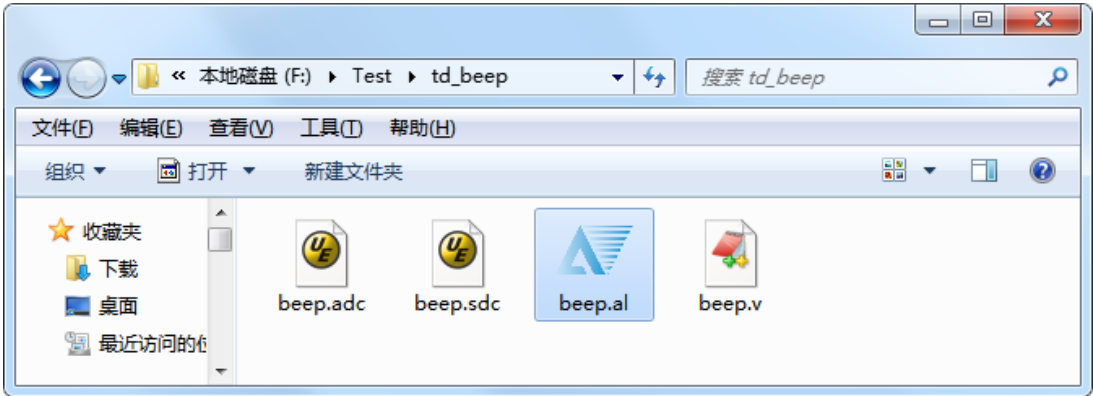 « 本地磁盘 (F:) ▸ Test ▸ td_beep 搜索 td_beep
文件(F) 编辑(E) 查看(V) 工具(T) 帮助(H)
组织 打开 新建文件夹
收藏夹
下载
桌面
最近访问的位
beep.adc beep.sdc beep.al beep.v